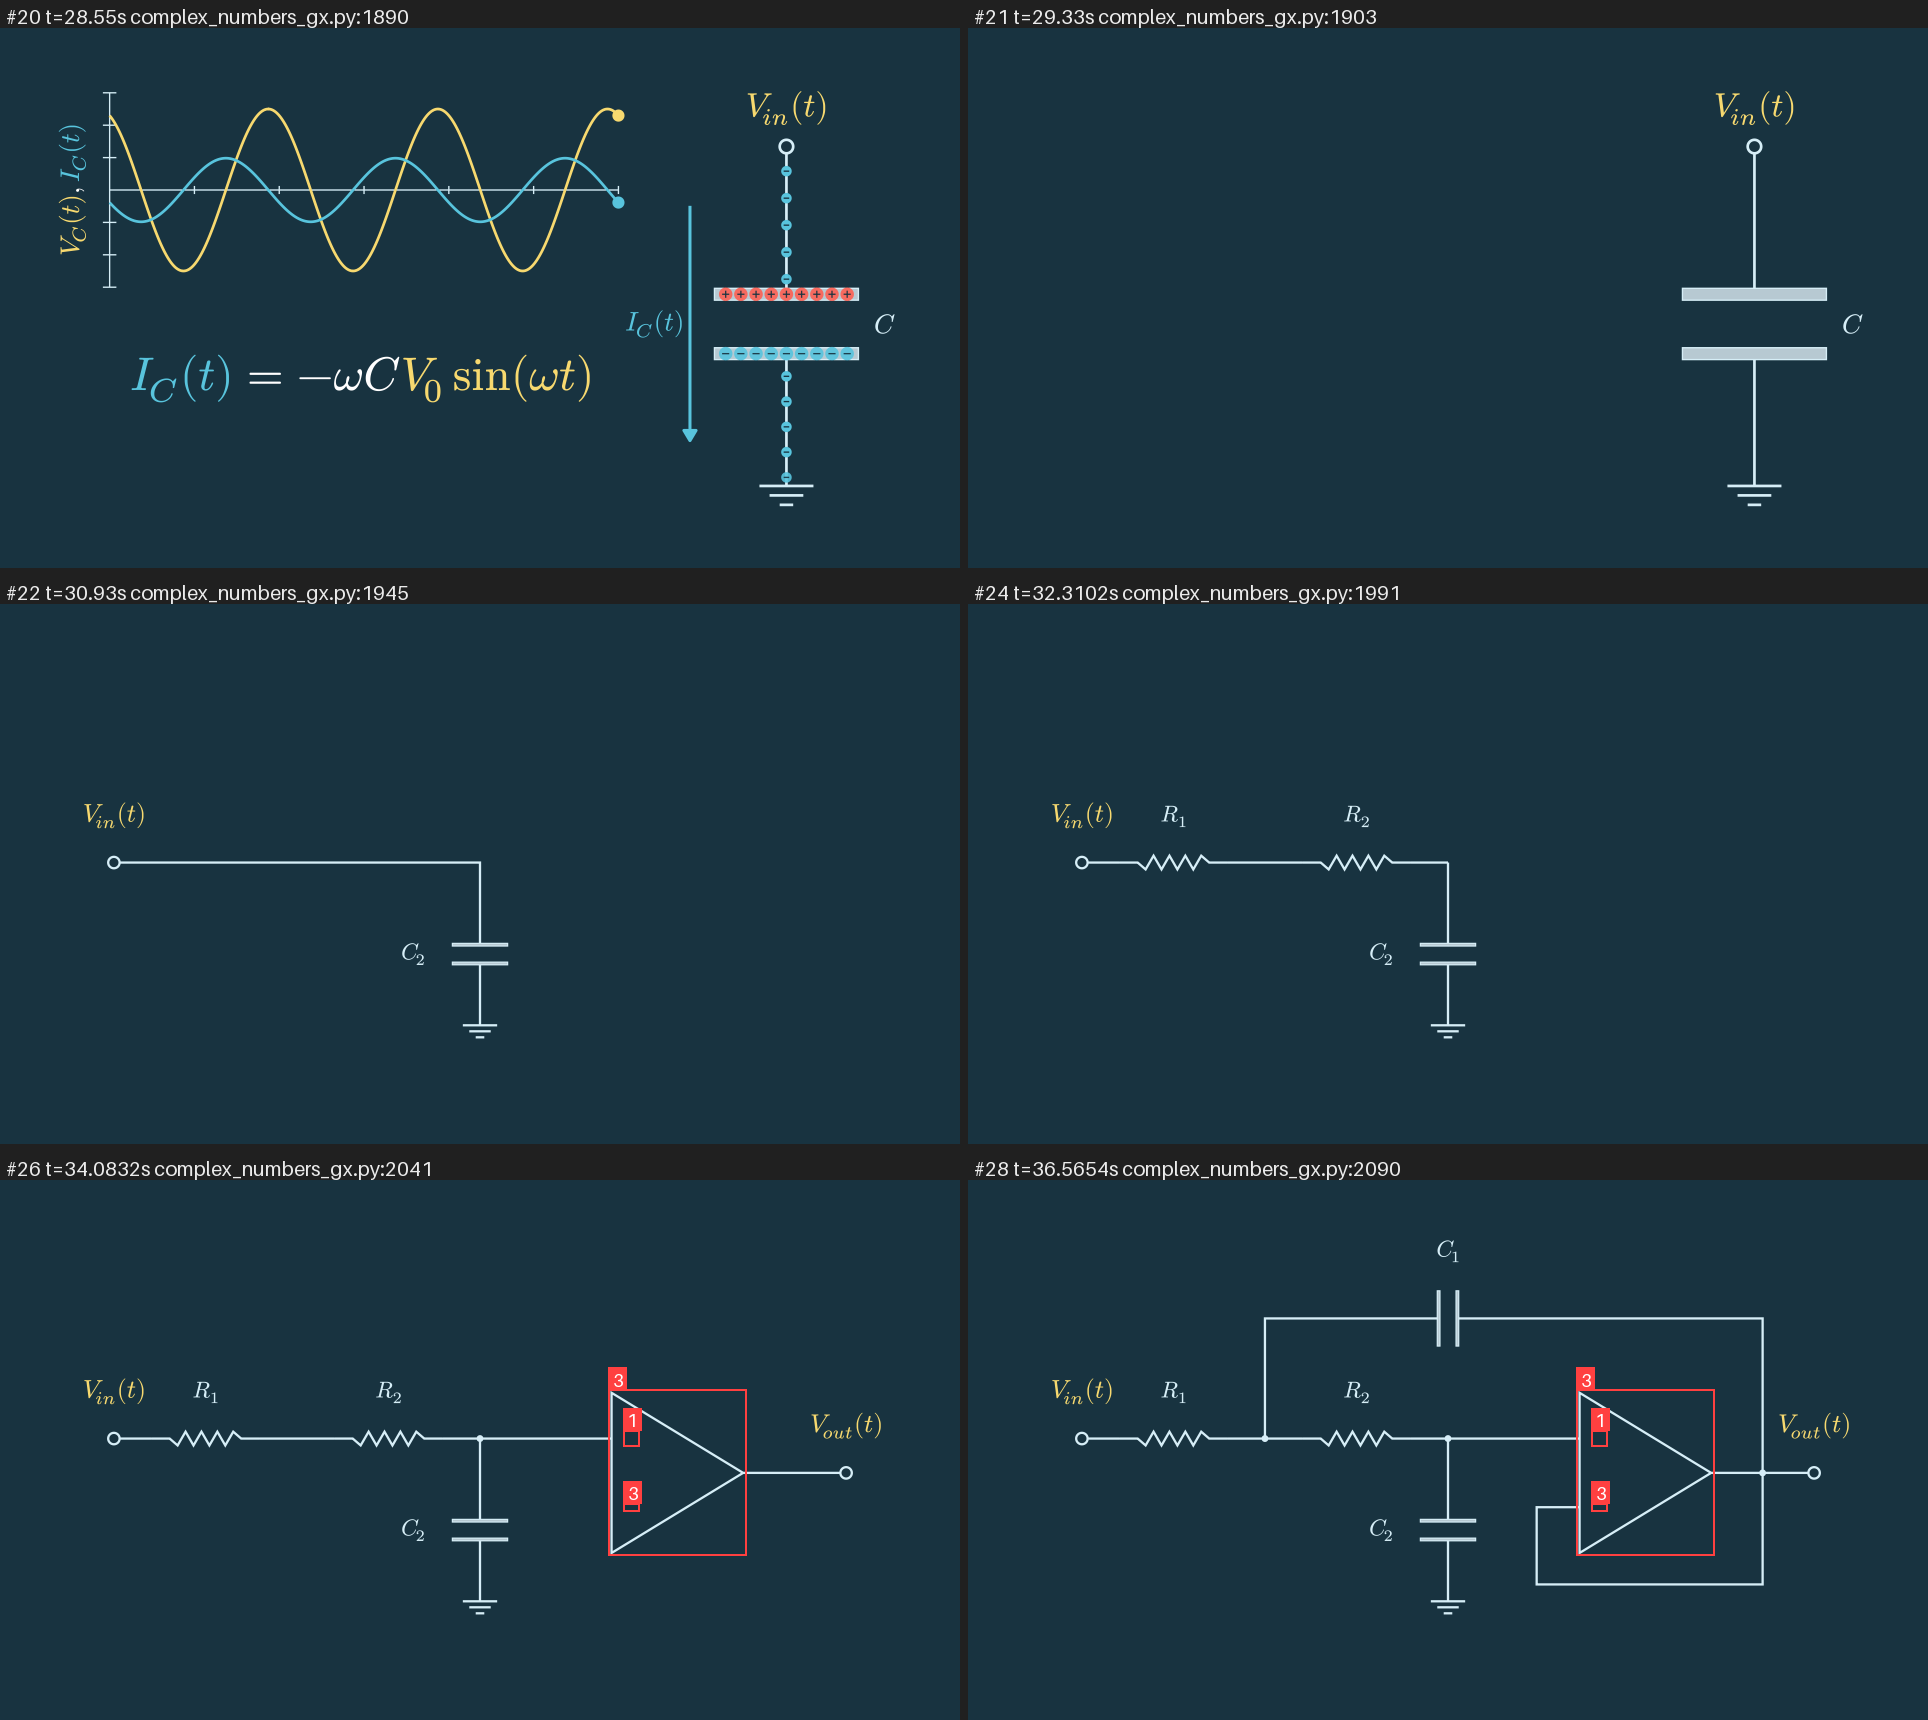 #20 t=28.55s complex_numbers_gx.py:1890
V_C(t), I_C(t)
V_in(t)
I_C(t)
C
I_C(t) = −ωCV_0 sin(ωt)
#21 t=29.33s complex_numbers_gx.py:1903
V_in(t)
C
#22 t=30.93s complex_numbers_gx.py:1945
V_in(t)
C_2
#24 t=32.3102s complex_numbers_gx.py:1991
V_in(t) R_1 R_2
C_2
#26 t=34.0832s complex_numbers_gx.py:2041
3
V_in(t) R_1 R_2
1
V_out(t)
3
C_2
#28 t=36.5654s complex_numbers_gx.py:2090
C_1
3
V_in(t) R_1 R_2
1
V_out(t)
3
C_2